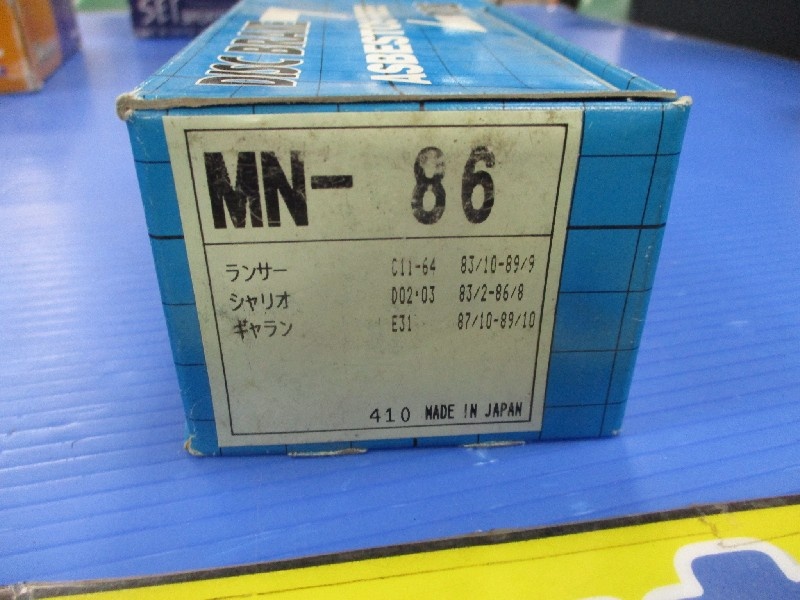 SET
DISC BRAKE
ASBESTOS FREE
MN- 86
ランサー C11-64 83/10-89/9
シャリオ D02・03 83/2-86/8
ギャラン E31 87/10-89/10
410 MADE IN JAPAN